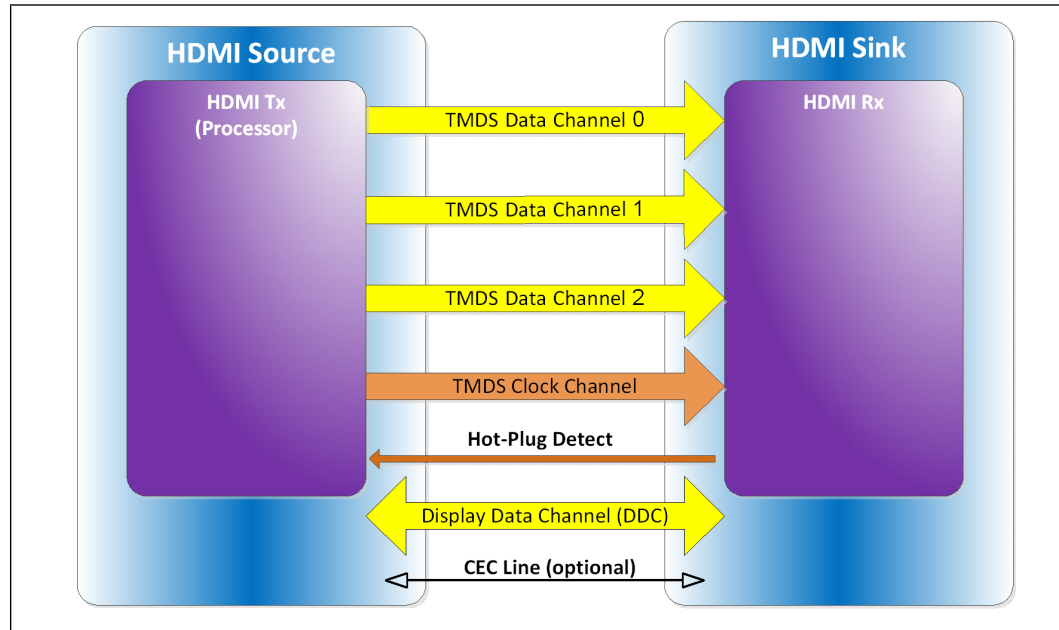 HDMI Source
HDMI Tx
(Processor)
TMDS Data Channel 0
TMDS Data Channel 1
TMDS Data Channel 2
TMDS Clock Channel
Hot-Plug Detect
Display Data Channel (DDC)
CEC Line (optional)
HDMI Sink
HDMI Rx